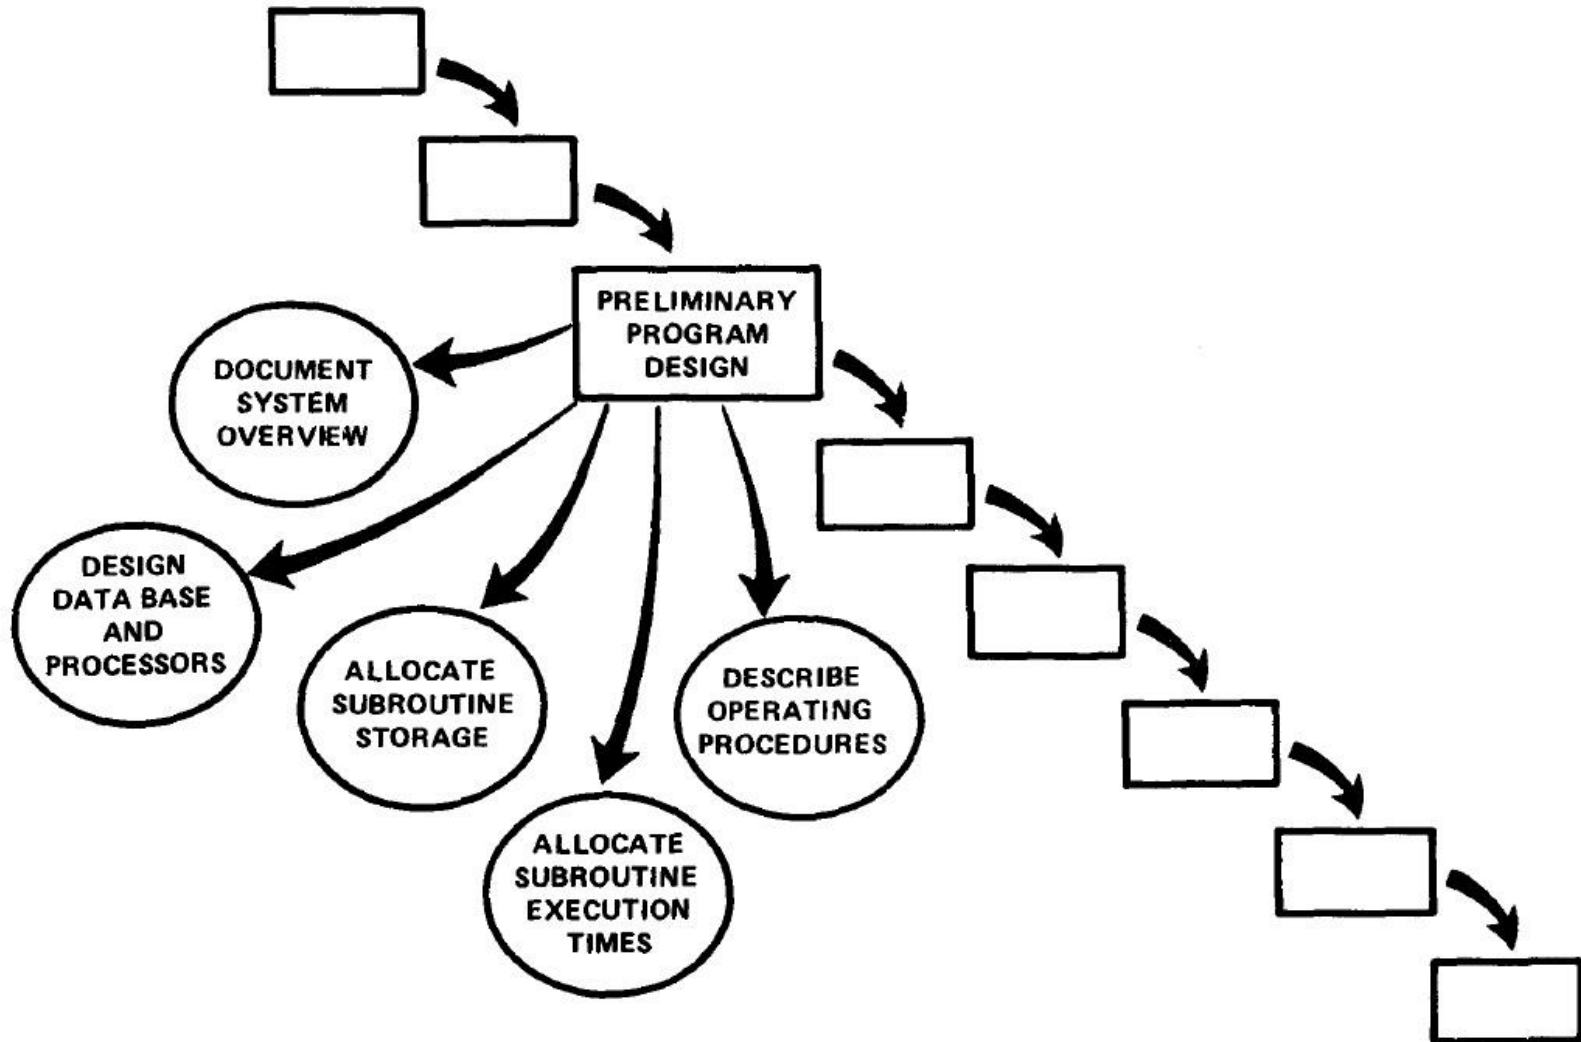 PRELIMINARY
PROGRAM
DESIGN
DOCUMENT
SYSTEM
OVERVIEW
DESIGN
DATA BASE
AND
PROCESSORS
ALLOCATE
SUBROUTINE
STORAGE
ALLOCATE
SUBROUTINE
EXECUTION
TIMES
DESCRIBE
OPERATING
PROCEDURES